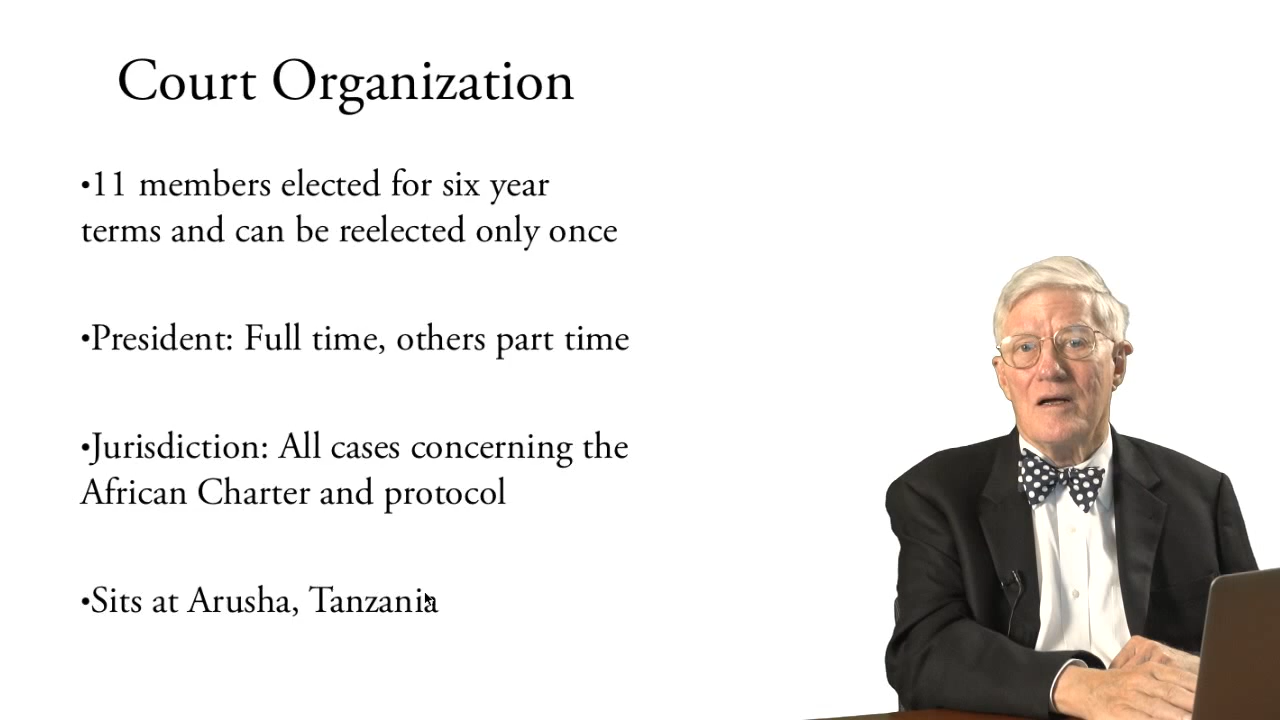 Court Organization
•11 members elected for six year
terms and can be reelected only once
•President: Full time, others part time
•Jurisdiction: All cases concerning the
African Charter and protocol
•Sits at Arusha, Tanzania